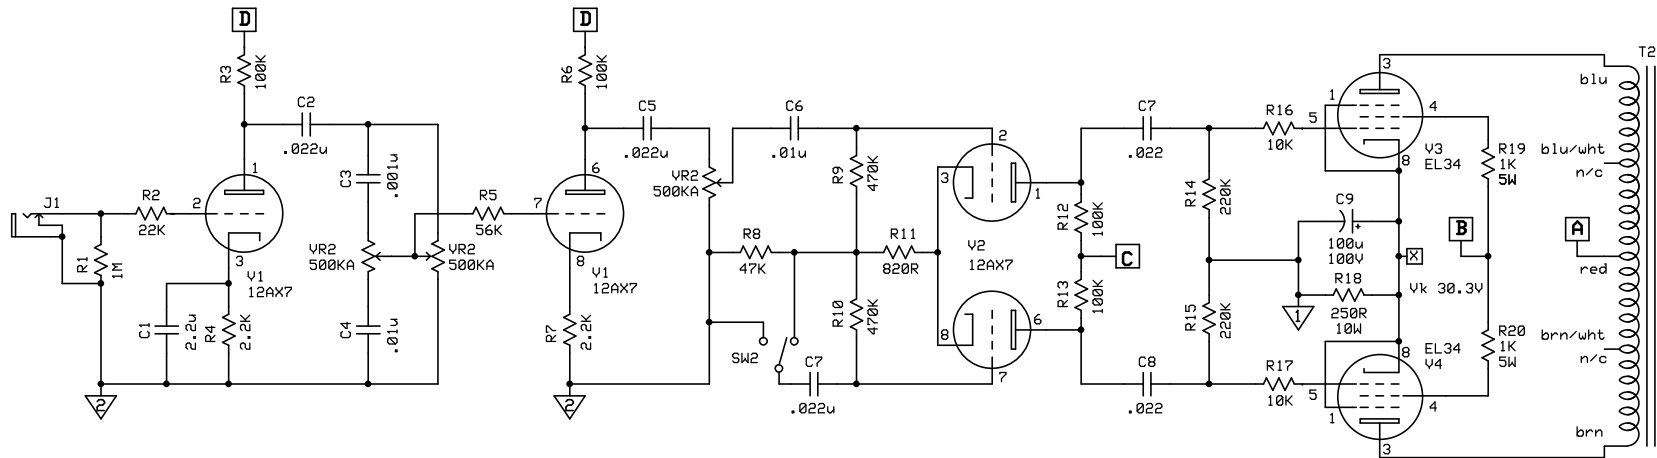 D
R3
100K
C2
.022u
C3
.001u
J1
R2
22K
R1
1M
2
1
3
V1
12AX7
C1
2.2u
R4
2.2K
VR2
500KA
VR2
500KA
C4
.01u
2
D
R6
100K
R5
56K
7
6
8
V1
12AX7
R7
2.2K
2
C5
.022u
VR2
500KA
C6
.01u
R8
47K
SW2
C7
.022u
R9
470K
R10
470K
R11
820R
2
3
1
V2
12AX7
8
6
7
R12
100K
R13
100K
C
C7
.022
C8
.022
R14
220K
R15
220K
R16
10K
R17
10K
C9
+
100u
100V
R18
250R
10W
1
X
Vk 30.3V
3
1
5
4
8
V3
EL34
R19
1K
5W
B
R20
1K
5W
EL34
V4
8
5
4
1
3
A
T2
blu
blu/wht
n/c
red
brn/wht
n/c
brn